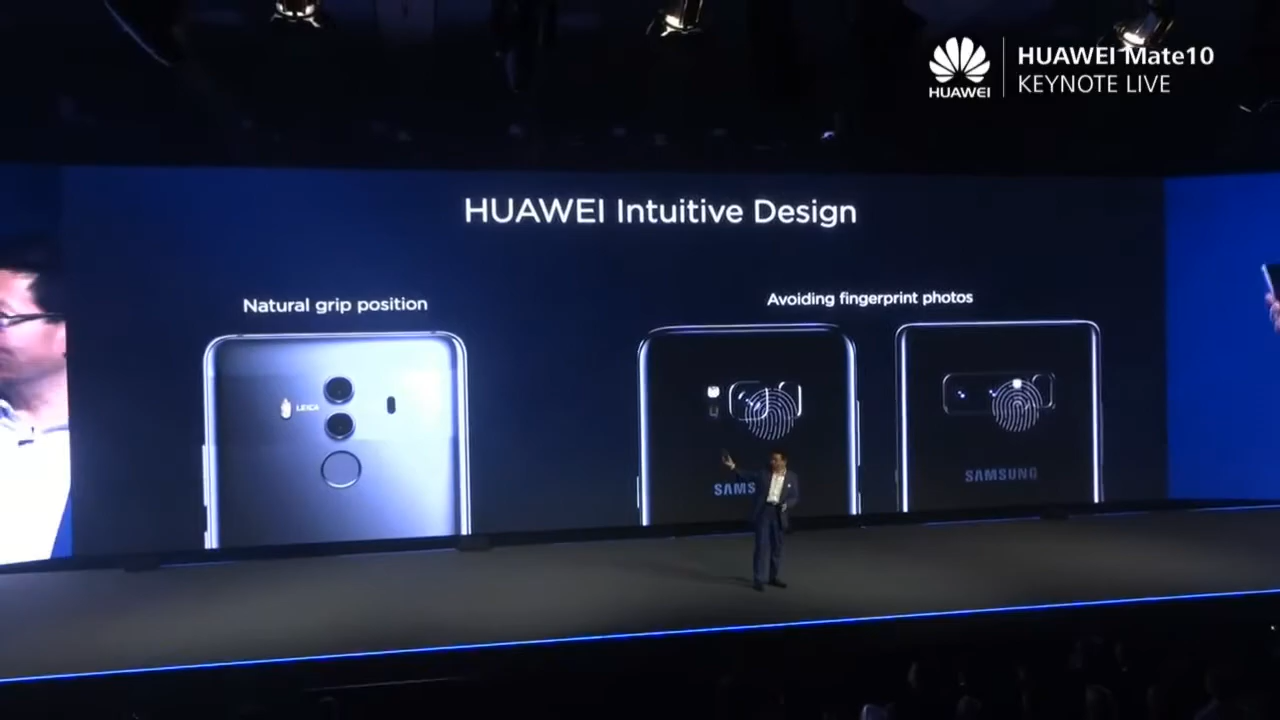 HUAWEI
HUAWEI Mate10
KEYNOTE LIVE
HUAWEI Intuitive Design
Natural grip position
Avoiding fingerprint photos
LEICA
SAMS
SAMSUNG